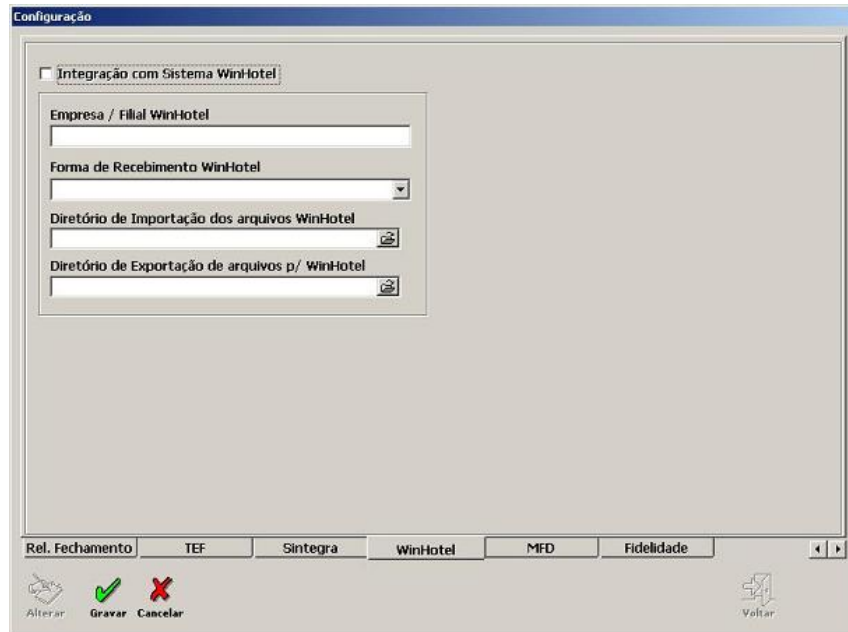 Configuração
Integração com Sistema WinHotel
Empresa / Filial WinHotel
Forma de Recebimento WinHotel
Diretório de Importação dos arquivos WinHotel
Diretório de Exportação de arquivos p/ WinHotel
Rel. Fechamento TEF Sintegra WinHotel MFD Fidelidade
Alterar Gravar Cancelar Voltar